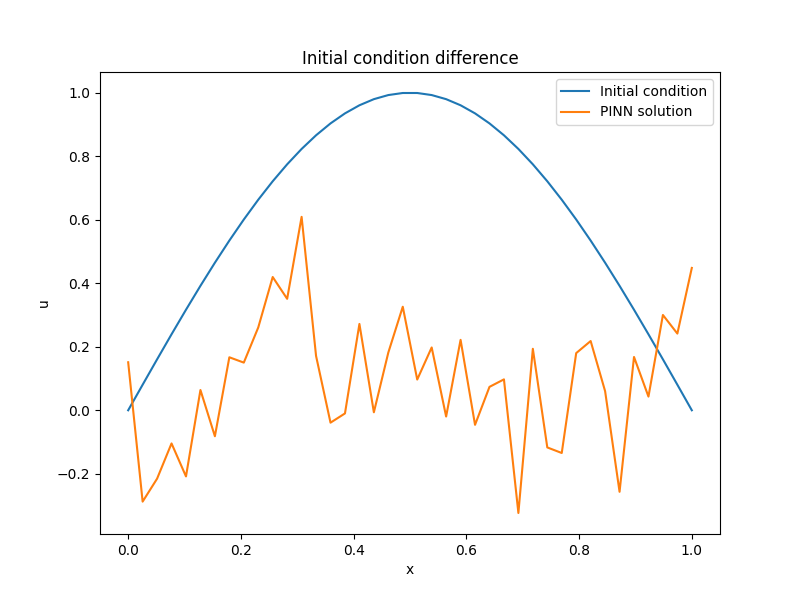 Initial condition difference
Initial condition
PINN solution
1.0
0.8
0.6
0.4
0.2
0.0
−0.2
u
0.0 0.2 0.4 0.6 0.8 1.0
x